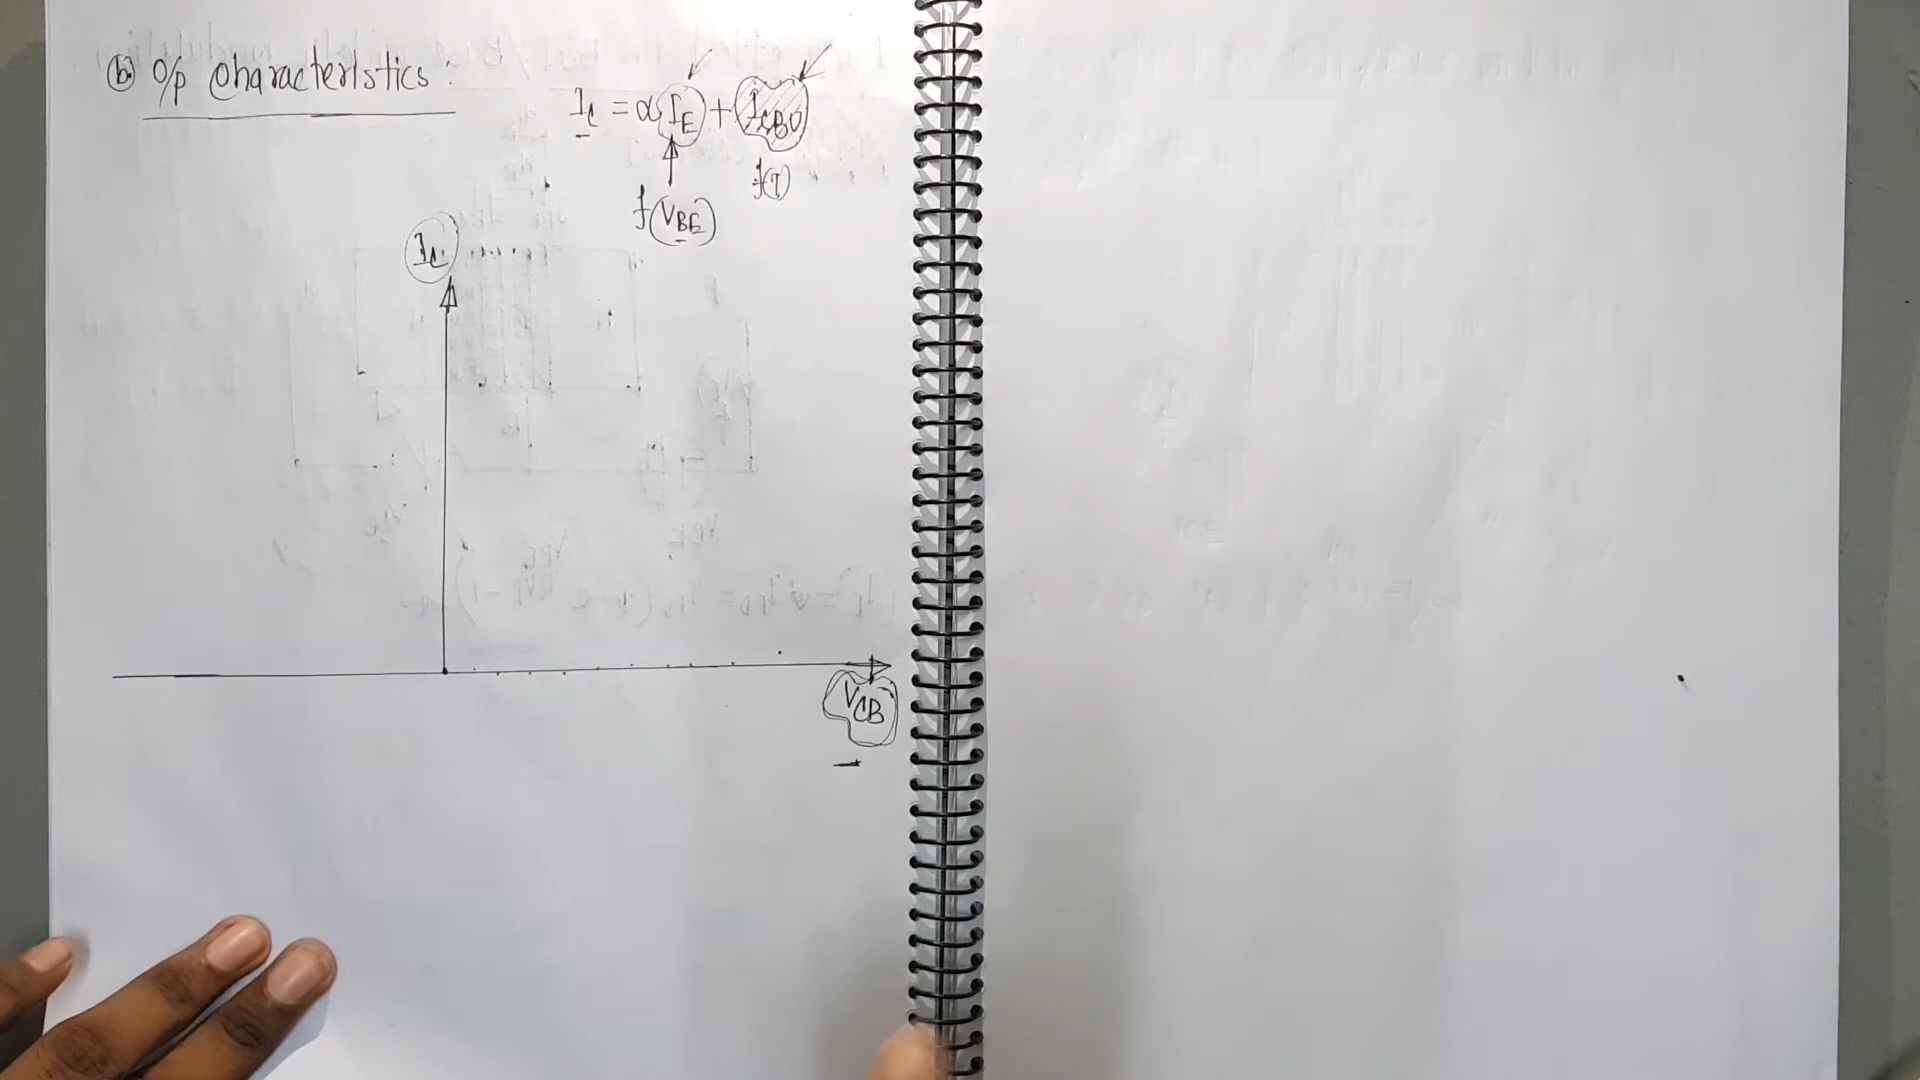 (b) O/p Characteristics :
I_C = α I_E + I_CBO
f(T)
f(V_BE)
I_C
V_CB